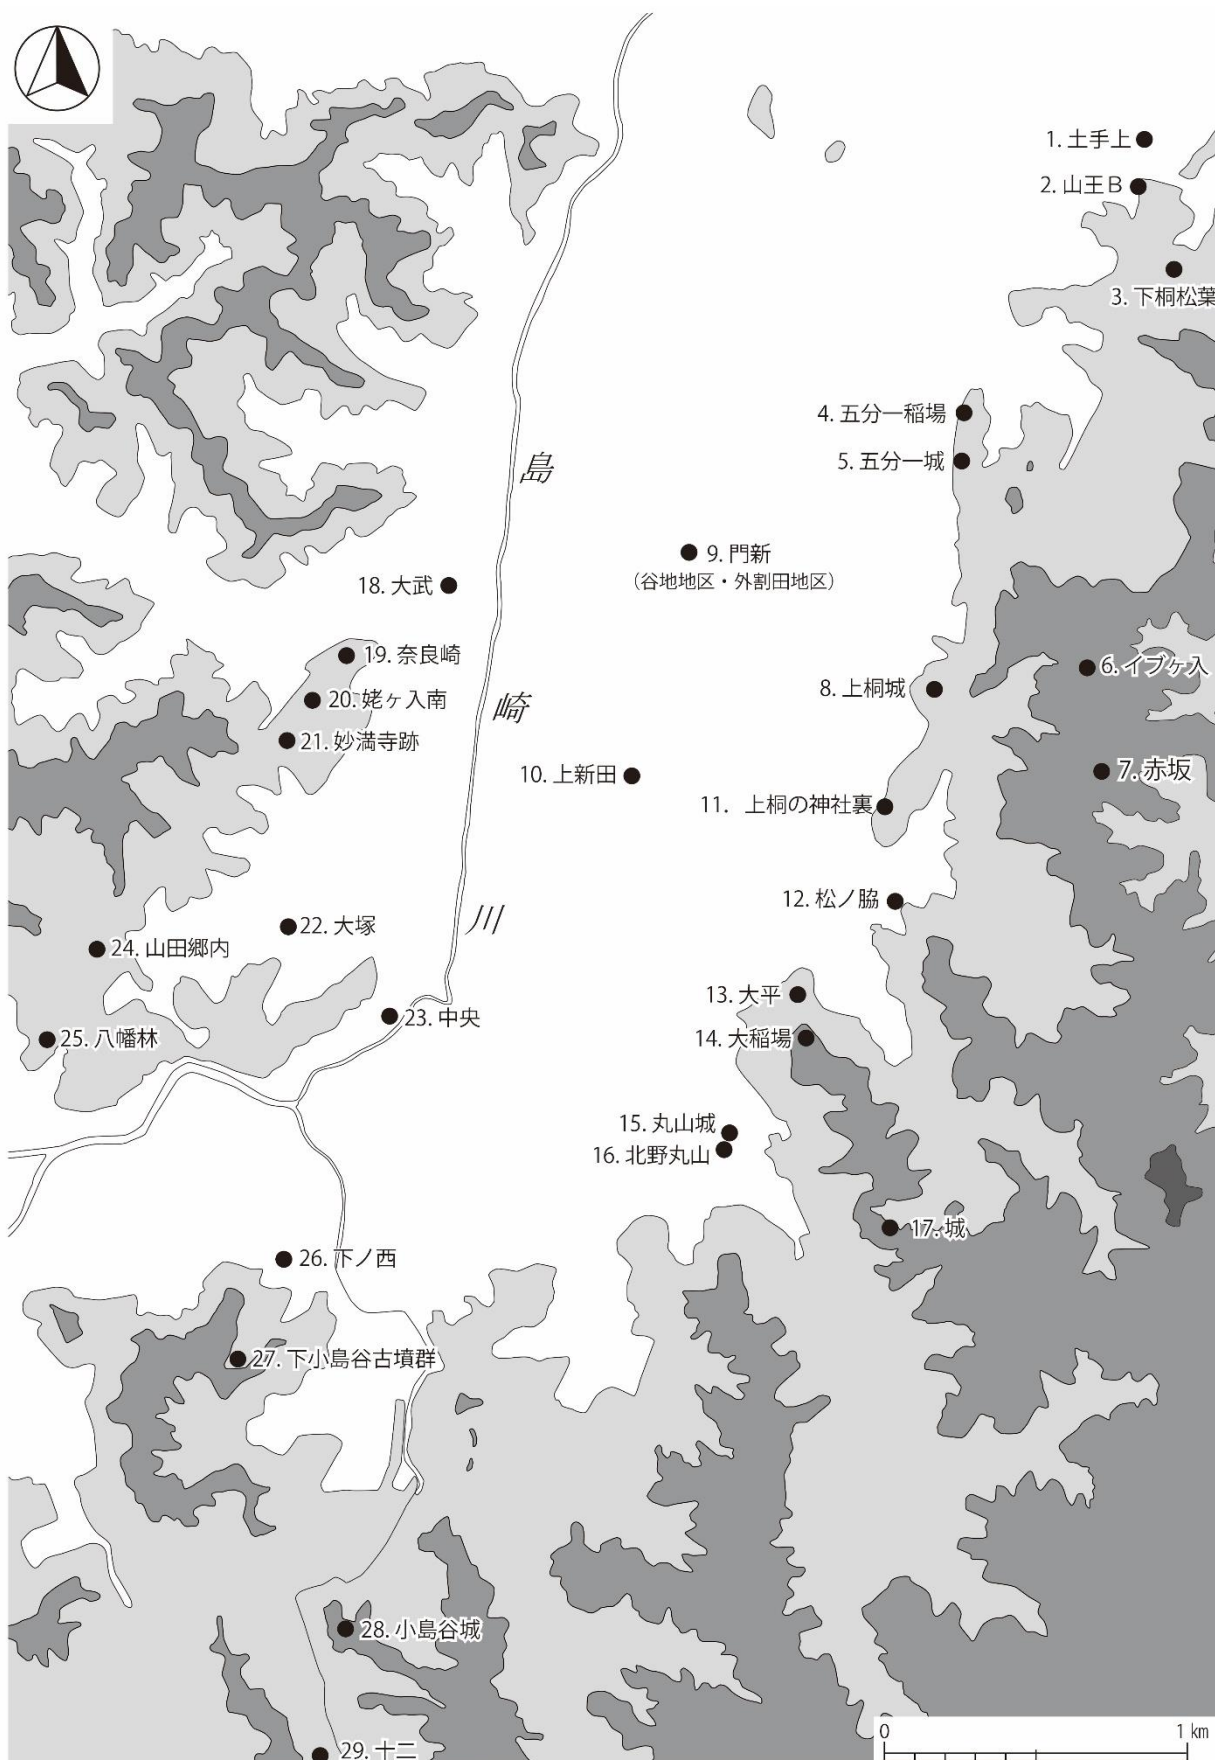 1. 土手上
2. 山王B
3. 下桐松葉
4. 五分一稲場
5. 五分一城
島
9. 門新
（谷地地区・外割田地区）
18. 大武
19. 奈良崎
6. イブヶ入
8. 上桐城
20. 姥ヶ入南
崎
21. 妙満寺跡
10. 上新田
7. 赤坂
11. 上桐の神社裏
12. 松ノ脇
川
22. 大塚
24. 山田郷内
13. 大平
23. 中央
25. 八幡林
14. 大稲場
15. 丸山城
16. 北野丸山
17. 城
26. 下ノ西
27. 下小島谷古墳群
28. 小島谷城
0 1 km
29. 十二